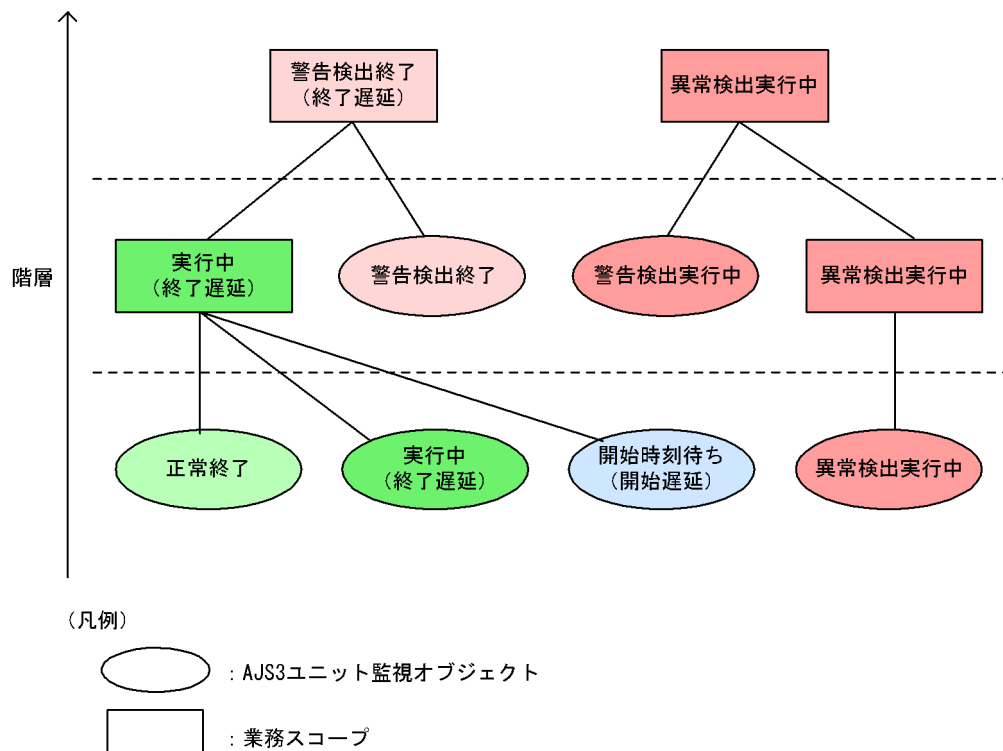 警告検出終了
(終了遅延)
異常検出実行中
階層
実行中
(終了遅延)
警告検出終了
警告検出実行中
異常検出実行中
正常終了
実行中
(終了遅延)
開始時刻待ち
(開始遅延)
異常検出実行中
(凡例)
:AJS3ユニット監視オブジェクト
:業務スコープ